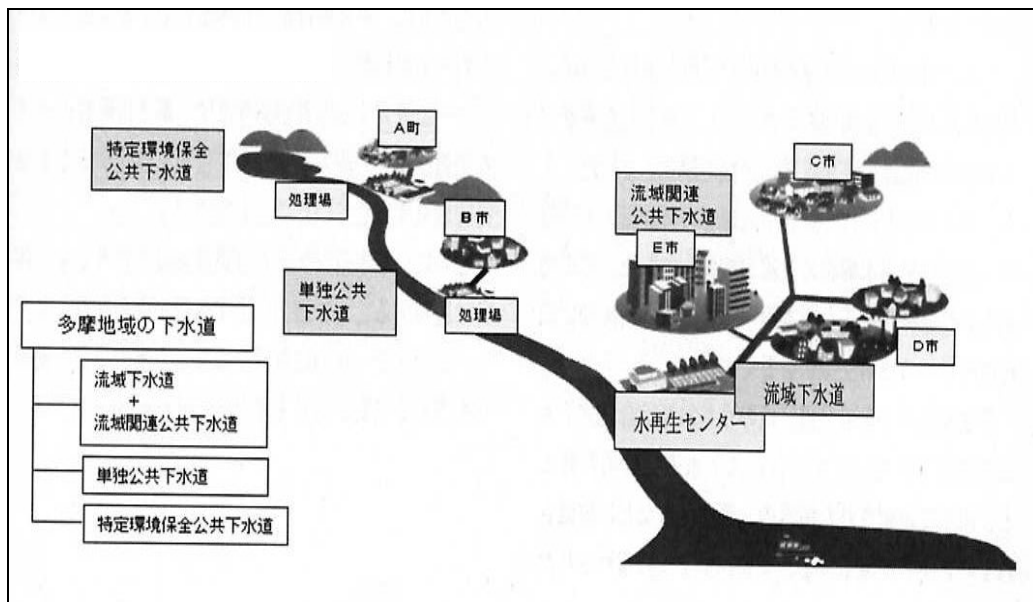 特定環境保全
公共下水道
処理場
A町
B市
単独公共
下水道
処理場
流域関連
公共下水道
E市
C市
D市
流域下水道
水再生センター
多摩地域の下水道
流域下水道
+
流域関連公共下水道
単独公共下水道
特定環境保全公共下水道